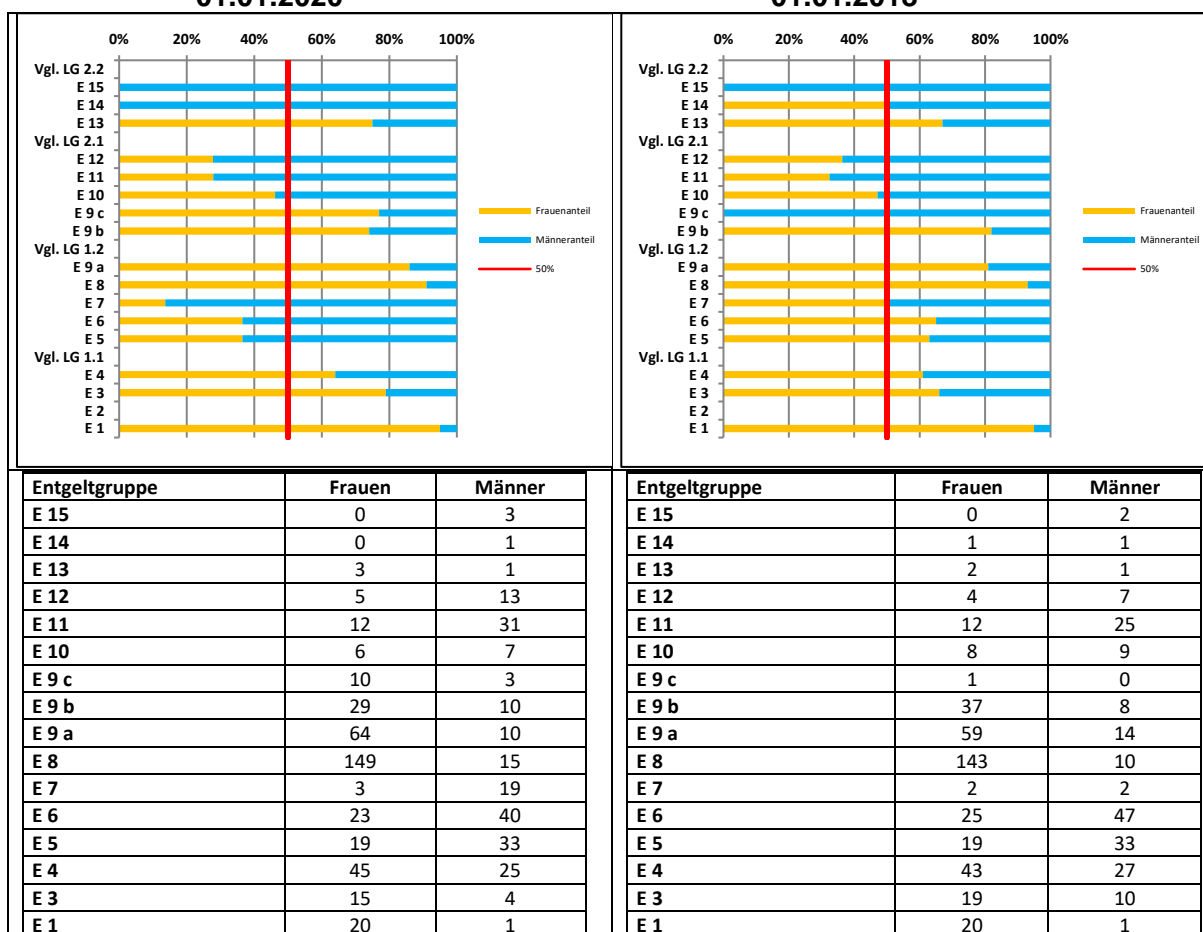 01.01.2020
0% 20% 40% 60% 80% 100%
Vgl. LG 2.2
E 15
E 14
E 13
Vgl. LG 2.1
E 12
E 11
E 10
E 9 c
E 9 b
Vgl. LG 1.2
E 9 a
E 8
E 7
E 6
E 5
Vgl. LG 1.1
E 4
E 3
E 2
E 1
Frauenanteil
Männeranteil
50%
01.01.2018
0% 20% 40% 60% 80% 100%
Vgl. LG 2.2
E 15
E 14
E 13
Vgl. LG 2.1
E 12
E 11
E 10
E 9 c
E 9 b
Vgl. LG 1.2
E 9 a
E 8
E 7
E 6
E 5
Vgl. LG 1.1
E 4
E 3
E 2
E 1
Frauenanteil
Männeranteil
50%
Entgeltgruppe Frauen Männer
E 15 0 3
E 14 0 1
E 13 3 1
E 12 5 13
E 11 12 31
E 10 6 7
E 9 c 10 3
E 9 b 29 10
E 9 a 64 10
E 8 149 15
E 7 3 19
E 6 23 40
E 5 19 33
E 4 45 25
E 3 15 4
E 1 20 1
Entgeltgruppe Frauen Männer
E 15 0 2
E 14 1 1
E 13 2 1
E 12 4 7
E 11 12 25
E 10 8 9
E 9 c 1 0
E 9 b 37 8
E 9 a 59 14
E 8 143 10
E 7 2 2
E 6 25 47
E 5 19 33
E 4 43 27
E 3 19 10
E 1 20 1